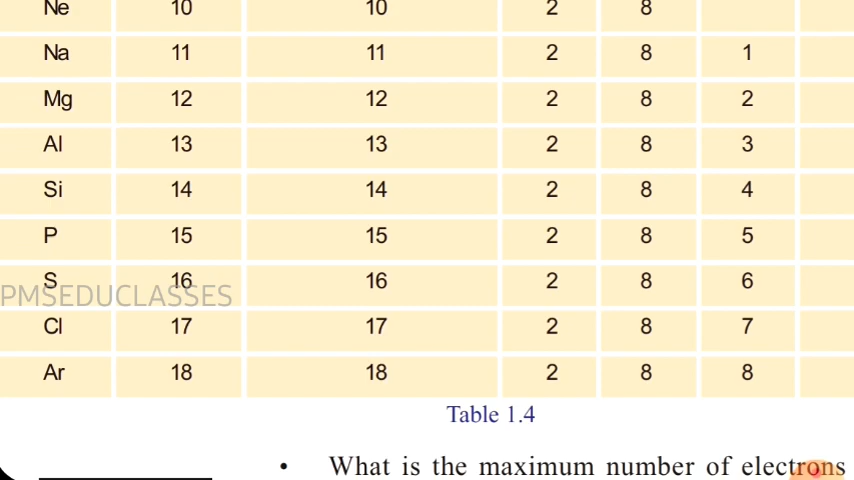 Ne 10 10 2 8
Na 11 11 2 8 1
Mg 12 12 2 8 2
Al 13 13 2 8 3
Si 14 14 2 8 4
P 15 15 2 8 5
S 16 16 2 8 6
PMSEDUCLASSES
Cl 17 17 2 8 7
Ar 18 18 2 8 8
Table 1.4
• What is the maximum number of electrons